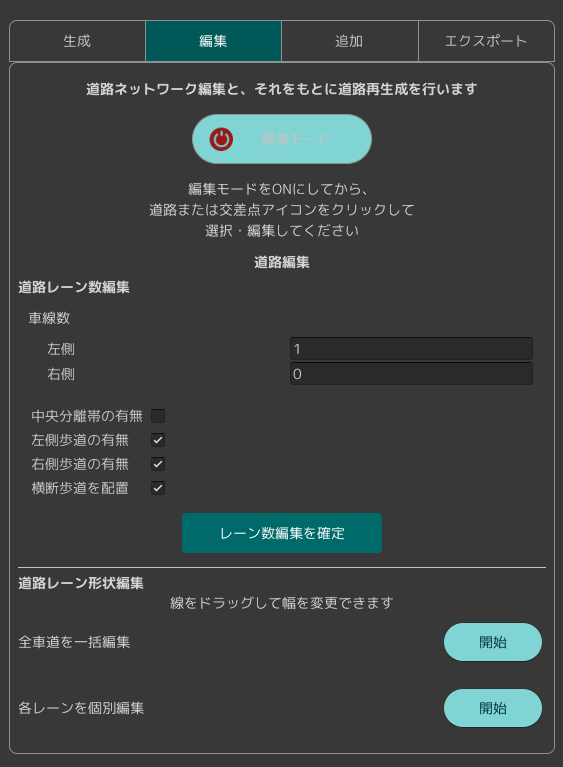 生成 編集 追加 エクスポート
道路ネットワーク編集と、それをもとに道路再生成を行います
編集モード
編集モードをONにしてから、
道路または交差点アイコンをクリックして
選択・編集してください
道路編集
道路レーン数編集
車線数
左側 1
右側 0
中央分離帯の有無
左側歩道の有無
右側歩道の有無
横断歩道を配置
レーン数編集を確定
道路レーン形状編集
線をドラッグして幅を変更できます
全車道を一括編集 開始
各レーンを個別編集 開始